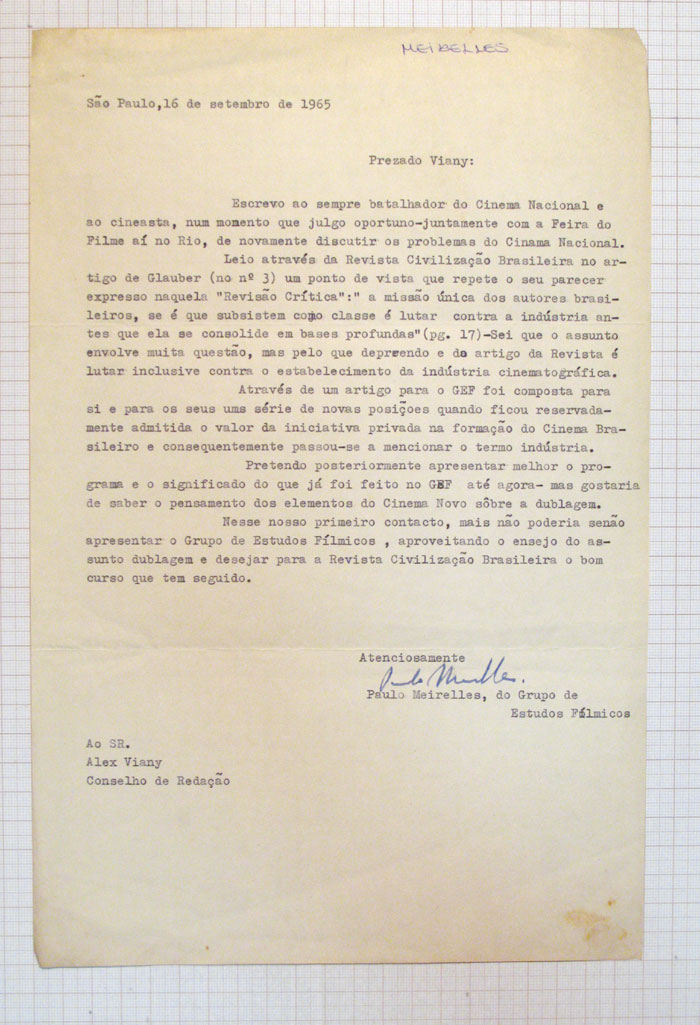 MEIRELLES
São Paulo,16 de setembro de 1965
Prezado Viany:
Escrevo ao sempre batalhador do Cinema Nacional e
ao cineasta, num momento que julgo oportuno-juntamente com a Feira do
Filme aí no Rio, de novamente discutir os problemas do Cinama Nacional.
Leio através da Revista Civilização Brasileira no ar-
tigo de Glauber (no nº 3) um ponto de vista que repete o seu parecer
expresso naquela "Revisão Crítica":" a missão única dos autores brasi-
leiros, se é que subsistem como classe é lutar contra a indústria an-
tes que ela se consolide em bases profundas"(pg. 17)-Sei que o assunto
envolve muita questão, mas pelo que depreendo e do artigo da Revista é
lutar inclusive contra o estabelecimento da indústria cinematográfica.
Através de um artigo para o GEF foi composta para
si e para os seus ums série de novas posições quando ficou reservada-
mente admitida o valor da iniciativa privada na formação do Cinema Bra-
sileiro e consequentemente passou-se a mencionar o termo indústria.
Pretendo posteriormente apresentar melhor o pro-
grama e o significado do que já foi feito no GEF até agora- mas gostaria
de saber o pensamento dos elementos do Cinema Novo sôbre a dublagem.
Nesse nosso primeiro contacto, mais não poderia senão
apresentar o Grupo de Estudos Fílmicos , aproveitando o ensejo do as-
sunto dublagem e desejar para a Revista Civilização Brasileira o bom
curso que tem seguido.
Atenciosamente
Paulo Meirelles.
Paulo Meirelles, do Grupo de
Estudos Fílmicos
Ao SR.
Alex Viany
Conselho de Redação